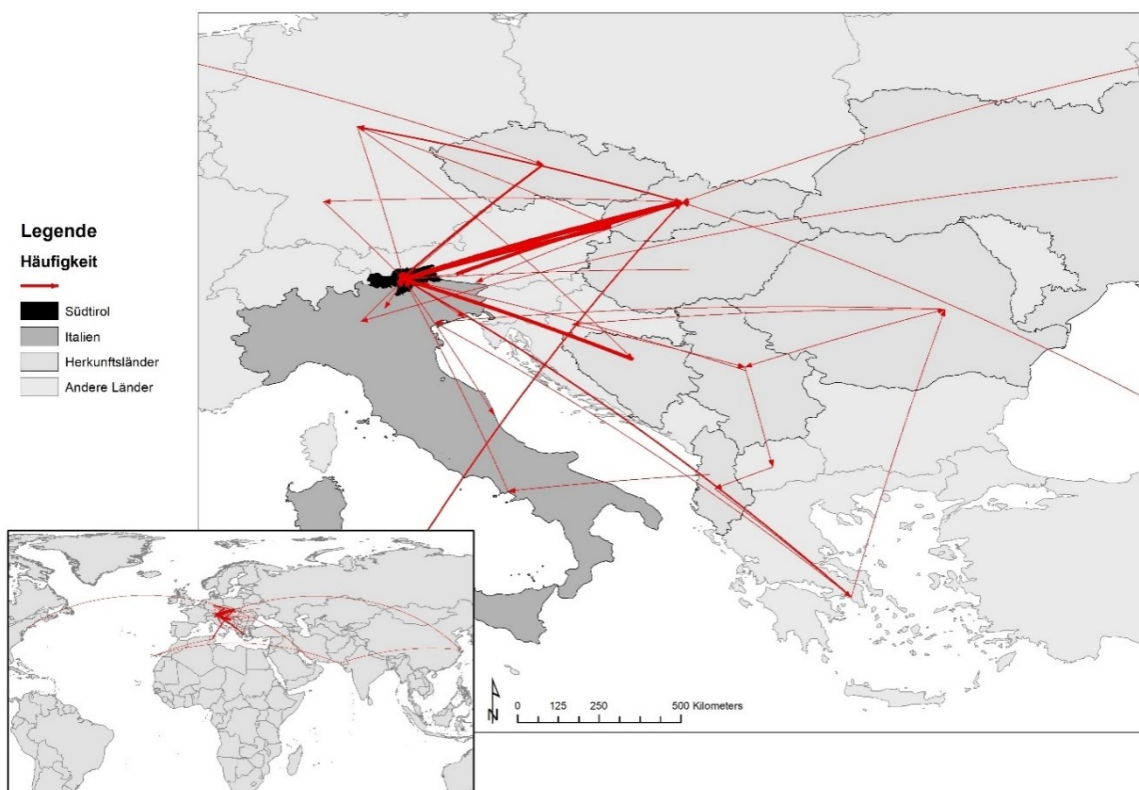 Legende
Häufigkeit
Südtirol
Italien
Herkunftsländer
Andere Länder
N
0 125 250 500 Kilometers